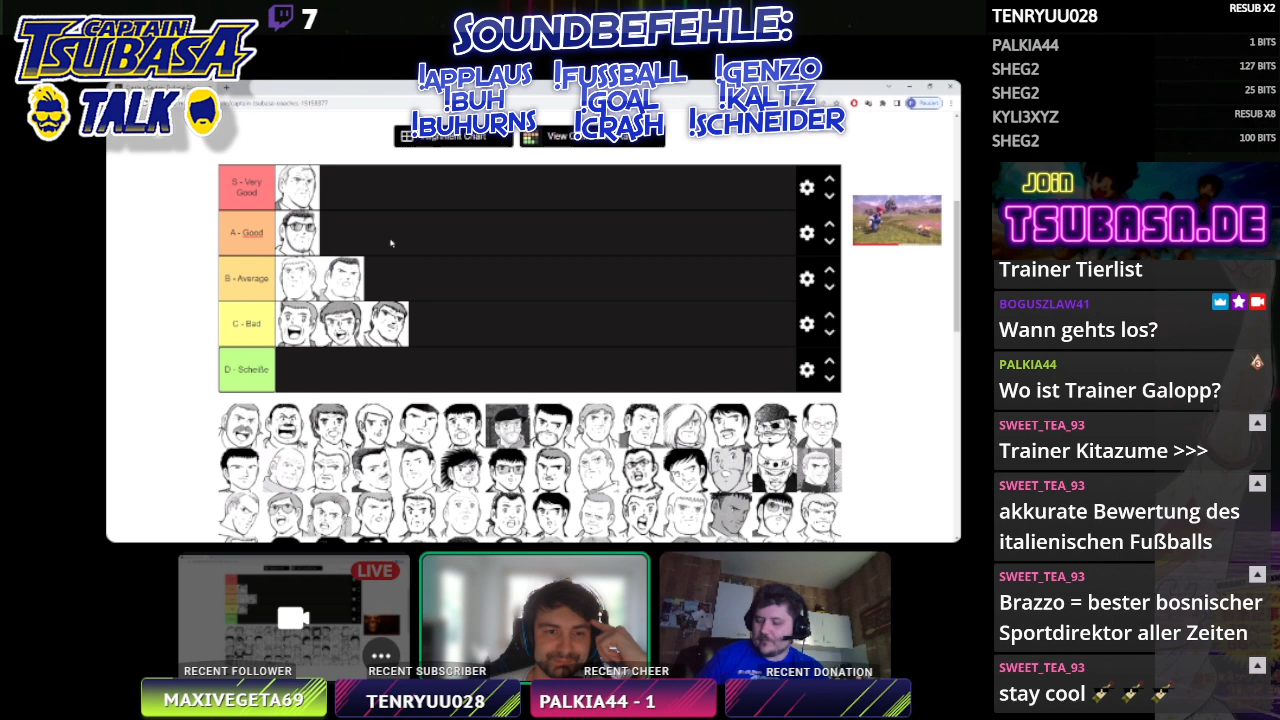 CAPTAIN
TSUBASA
TALK
7
SOUNDBEFEHLE:
!APPLAUS !FUSSBALL !GENZO
!BUH !GOAL !KALTZ
!BUHURNS !CRASH !SCHNEIDER
S - Very
Good
A - Good
B - Average
C - Bad
D - Scheiße
LIVE
RECENT FOLLOWER
MAXIVEGETA69
RECENT SUBSCRIBER
TENRYUU028
RECENT CHEER
PALKIA44 - 1
RECENT DONATION
TENRYUU028 RESUB X2
PALKIA44 1 BITS
SHEG2 127 BITS
SHEG2 25 BITS
KYLI3XYZ RESUB X8
SHEG2 100 BITS
JOIN
TSUBASA.DE
Trainer Tierlist
BOGUSZLAW41
Wann gehts los?
PALKIA44
Wo ist Trainer Galopp?
SWEET_TEA_93
Trainer Kitazume >>>
SWEET_TEA_93
akkurate Bewertung des
italienischen Fußballs
SWEET_TEA_93
Brazzo = bester bosnischer
Sportdirektor aller Zeiten
SWEET_TEA_93
stay cool